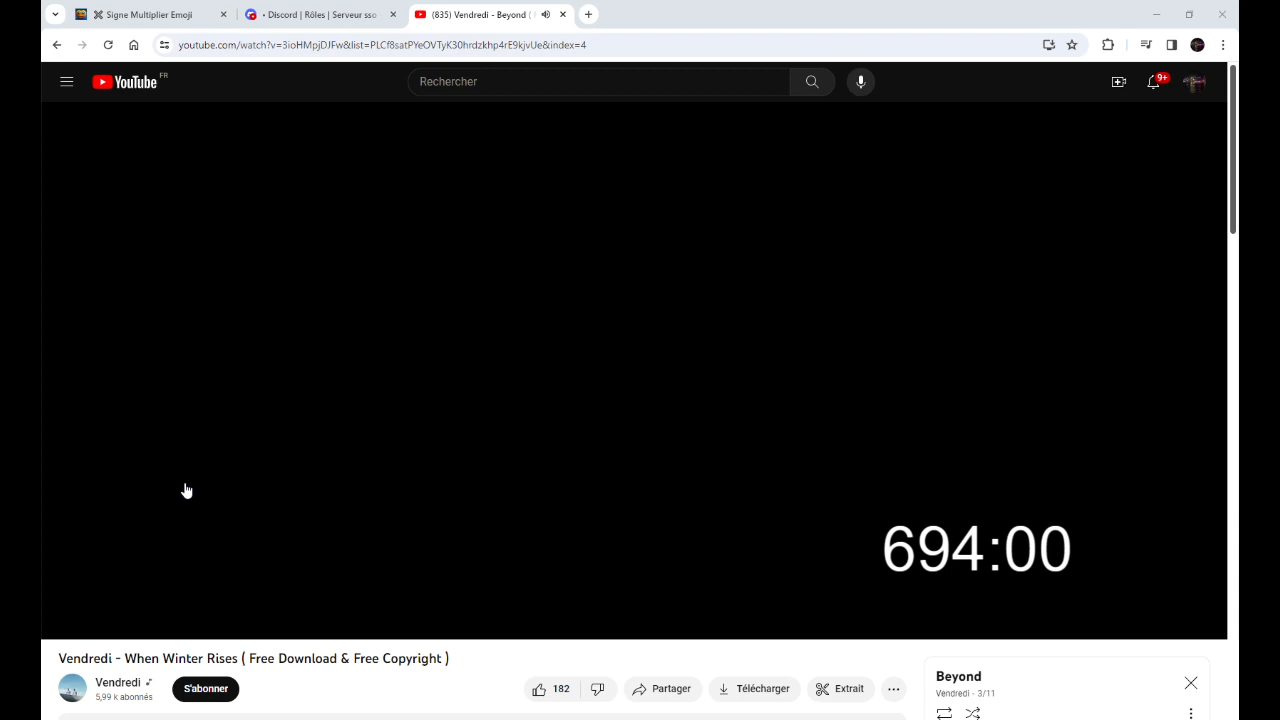 Signe Multiplier Emoji
• Discord | Rôles | Serveur sso
(835) Vendredi - Beyond (
youtube.com/watch?v=3ioHMpjDJFw&list=PLCf8satPYeOVTyK30hrdzkhp4rE9kjvUe&index=4
YouTube FR
Rechercher
9+
694:00
Vendredi - When Winter Rises ( Free Download & Free Copyright )
Vendredi
5,99 k abonnés
S'abonner
182
Partager
Télécharger
Extrait
Beyond
Vendredi - 3/11